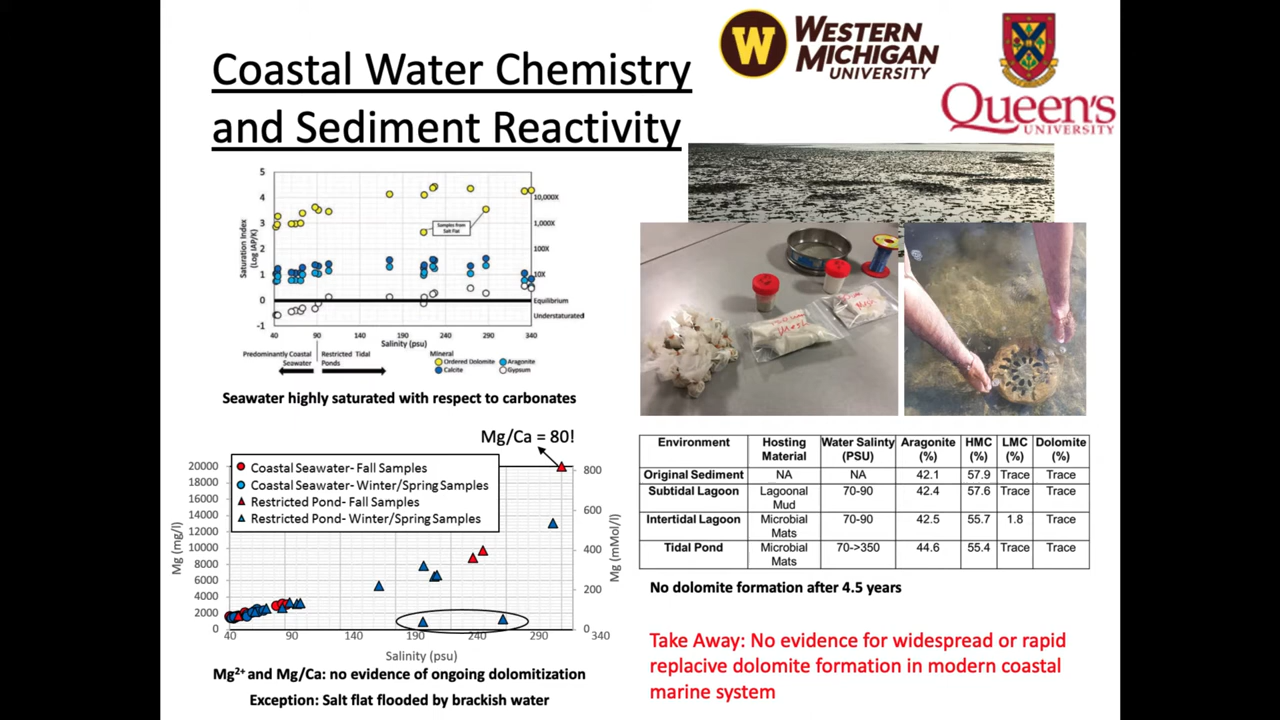 Coastal Water Chemistry
and Sediment Reactivity
WESTERN
MICHIGAN
UNIVERSITY
Queen's
UNIVERSITY
Saturation Index
(Log IAP/K)
5
4
3
2
1
0
-1
10,000X
1,000X
100X
10X
Equilibrium
Understaturated
Samples from
Salt Flat
40 90 140 190 240 290 340
Salinity (psu)
Predominantly Coastal
Seawater
Restricted Tidal
Ponds
Mineral
Ordered Dolomite
Aragonite
Calcite
Gypsum
Seawater highly saturated with respect to carbonates
Mg/Ca = 80!
Coastal Seawater- Fall Samples
Coastal Seawater- Winter/Spring Samples
Restricted Pond- Fall Samples
Restricted Pond- Winter/Spring Samples
Mg (mg/l)
20000
18000
16000
14000
12000
10000
8000
6000
4000
2000
0
Mg (mMol/l)
800
600
400
200
0
40 90 140 190 240 290 340
Salinity (psu)
Mg2+ and Mg/Ca: no evidence of ongoing dolomitization
Exception: Salt flat flooded by brackish water
Environment Hosting Material Water Salinty (PSU) Aragonite (%) HMC (%) LMC (%) Dolomite (%)
Original Sediment NA NA 42.1 57.9 Trace Trace
Subtidal Lagoon Lagoonal Mud 70-90 42.4 57.6 Trace Trace
Intertidal Lagoon Microbial Mats 70-90 42.5 55.7 1.8 Trace
Tidal Pond Microbial Mats 70->350 44.6 55.4 Trace Trace
No dolomite formation after 4.5 years
Take Away: No evidence for widespread or rapid
replacive dolomite formation in modern coastal
marine system